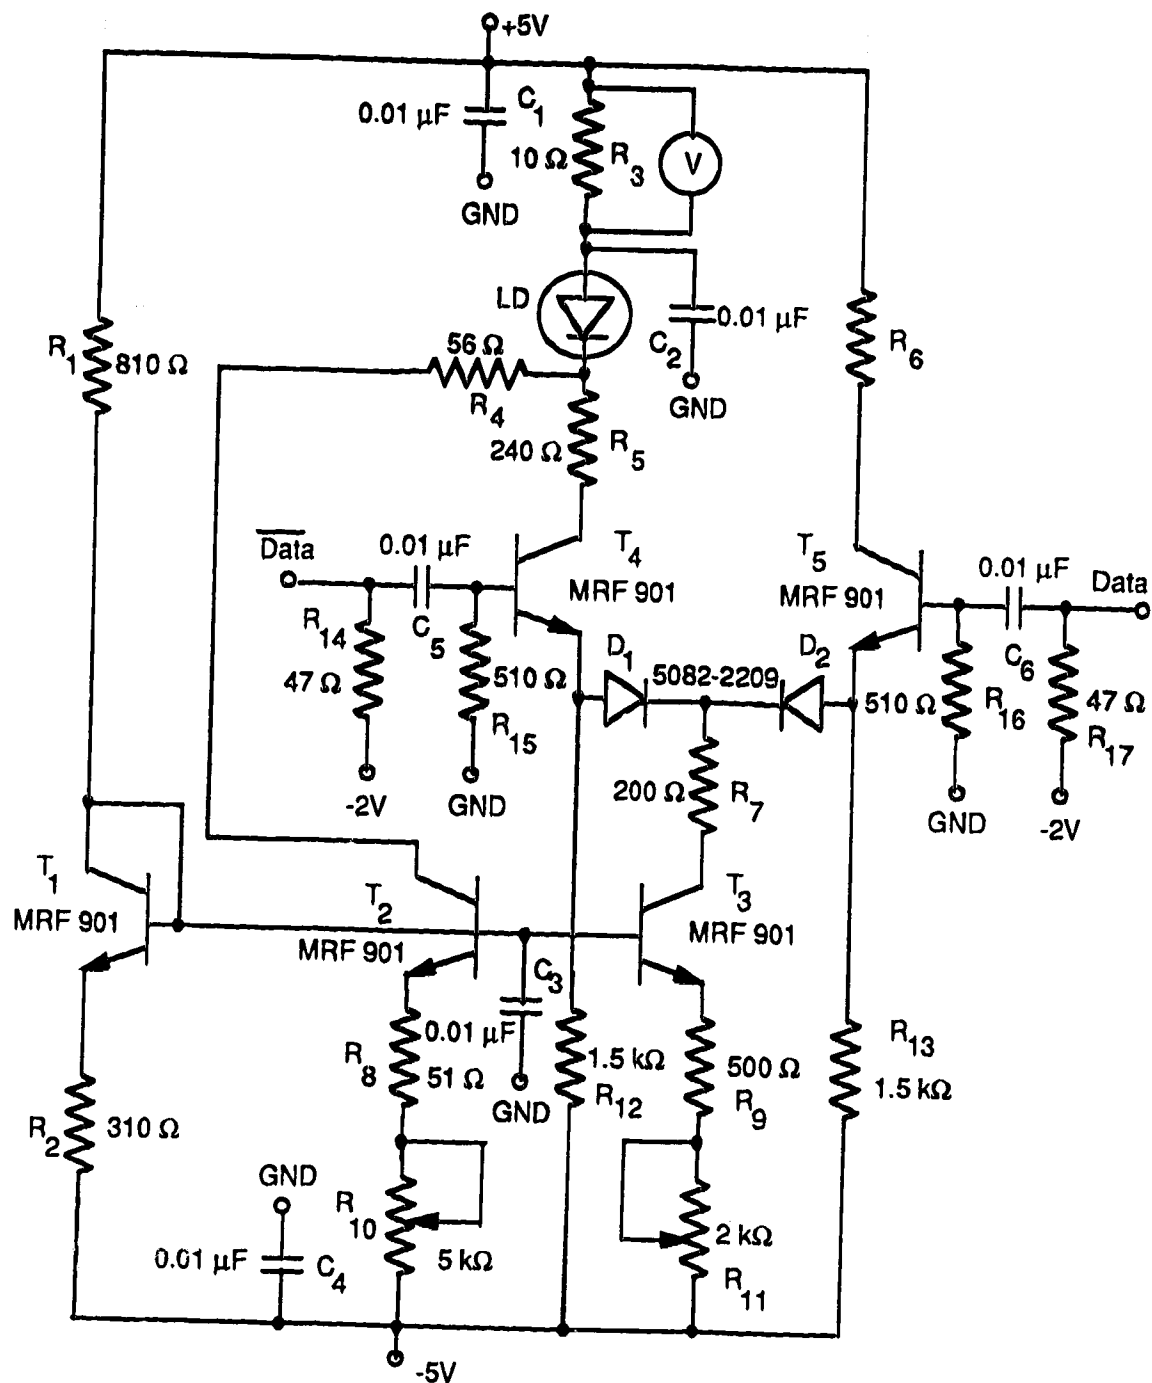 +5V
0.01 μF
C1
10 Ω
R3
V
GND
LD
0.01 μF
C2
GND
R1
810 Ω
56 Ω
R4
R6
240 Ω
R5
Data
0.01 μF
C5
T4
MRF 901
T5
MRF 901
0.01 μF
C6
Data
R14
47 Ω
510 Ω
R15
D1
5082-2209
D2
510 Ω
R16
47 Ω
R17
-2V
GND
200 Ω
R7
GND
-2V
T1
MRF 901
T2
MRF 901
T3
MRF 901
C3
0.01 μF
GND
R8
51 Ω
1.5 kΩ
R12
500 Ω
R9
R13
1.5 kΩ
R2
310 Ω
GND
0.01 μF
C4
R10
5 kΩ
2 kΩ
R11
-5V